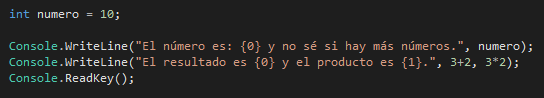 int numero = 10;
Console.WriteLine("El número es: {0} y no sé si hay más números.", numero);
Console.WriteLine("El resultado es {0} y el producto es {1}.", 3+2, 3*2);
Console.ReadKey();